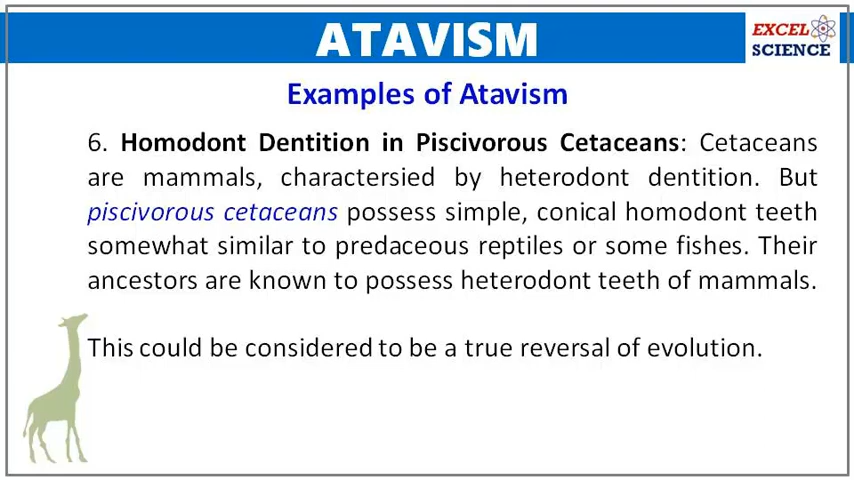 ATAVISM
EXCEL
SCIENCE
Examples of Atavism
6. Homodont Dentition in Piscivorous Cetaceans: Cetaceans
are mammals, charactersied by heterodont dentition. But
piscivorous cetaceans possess simple, conical homodont teeth
somewhat similar to predaceous reptiles or some fishes. Their
ancestors are known to possess heterodont teeth of mammals.
This could be considered to be a true reversal of evolution.